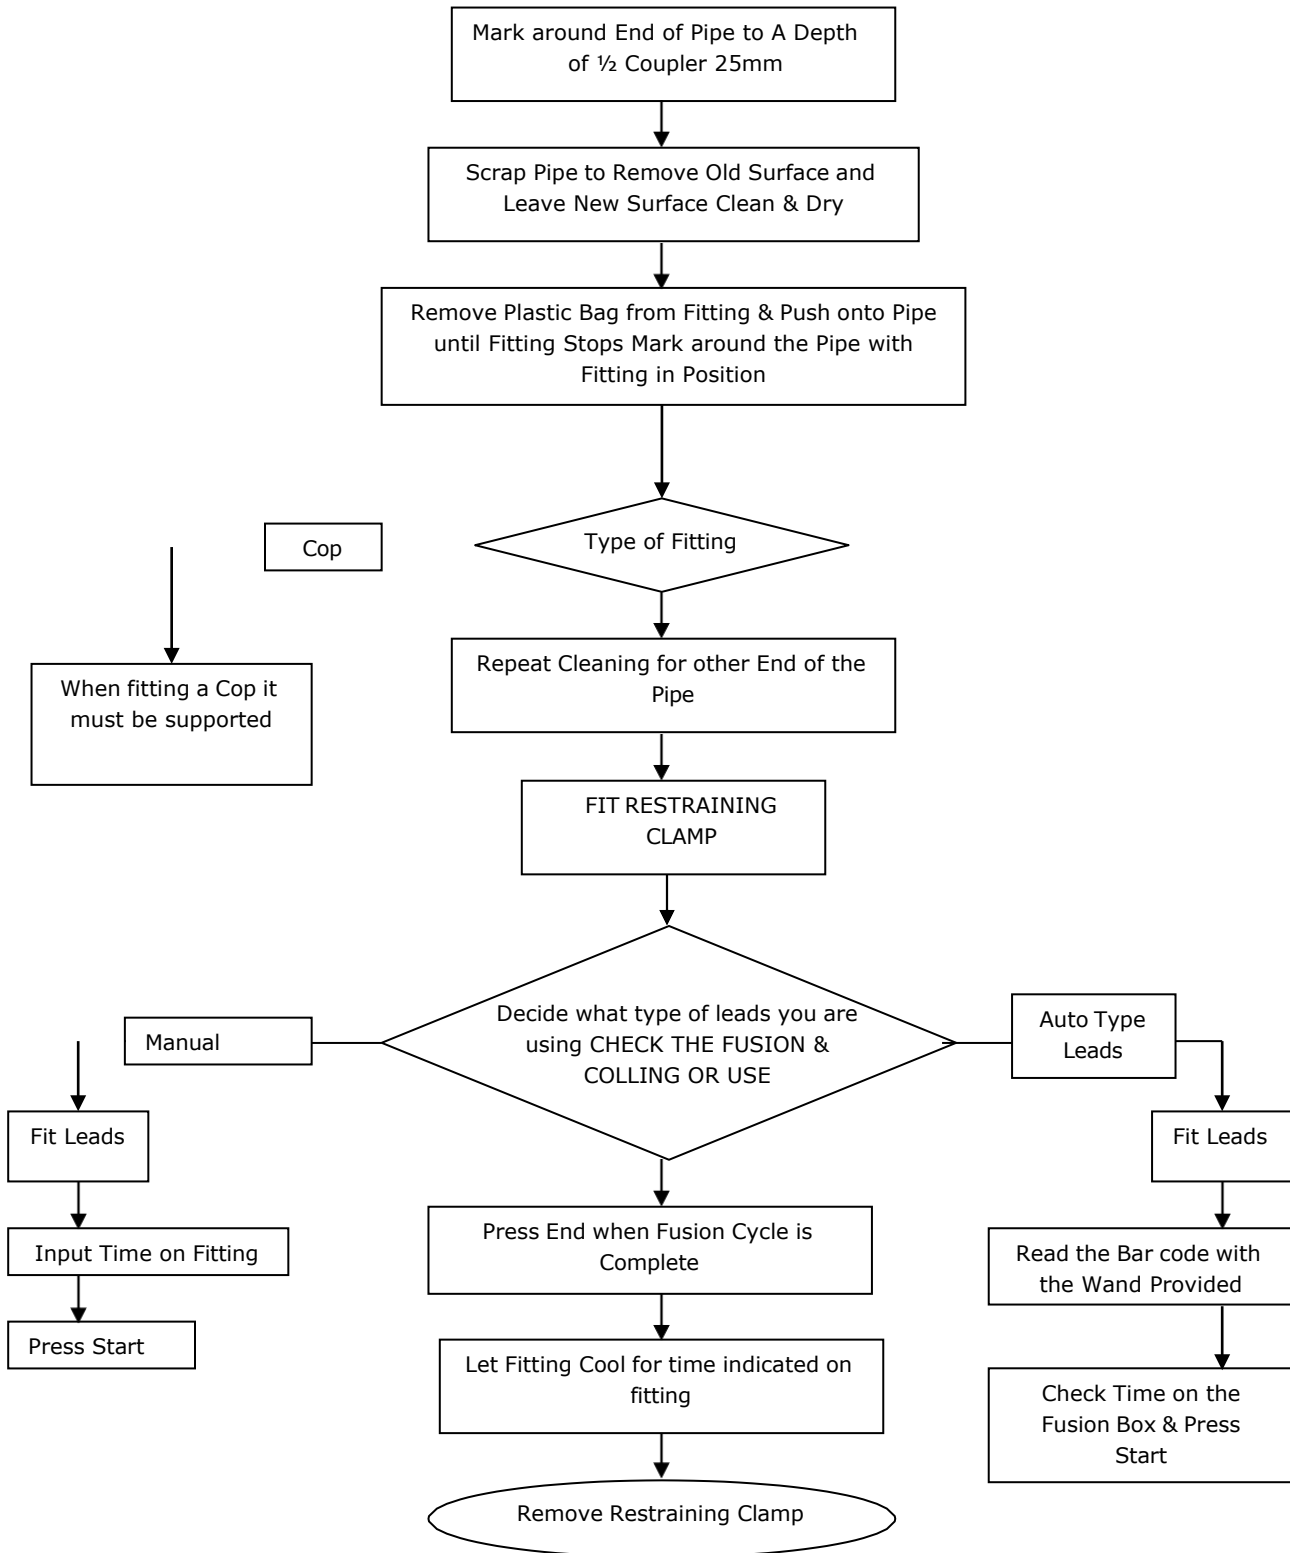 Mark around End of Pipe to A Depth
of ½ Coupler 25mm
Scrap Pipe to Remove Old Surface and
Leave New Surface Clean & Dry
Remove Plastic Bag from Fitting & Push onto Pipe
until Fitting Stops Mark around the Pipe with
Fitting in Position
Cop
Type of Fitting
When fitting a Cop it
must be supported
Repeat Cleaning for other End of the
Pipe
FIT RESTRAINING
CLAMP
Manual
Decide what type of leads you are
using CHECK THE FUSION &
COLLING OR USE
Auto Type
Leads
Fit Leads
Input Time on Fitting
Press Start
Press End when Fusion Cycle is
Complete
Let Fitting Cool for time indicated on
fitting
Remove Restraining Clamp
Fit Leads
Read the Bar code with
the Wand Provided
Check Time on the
Fusion Box & Press
Start